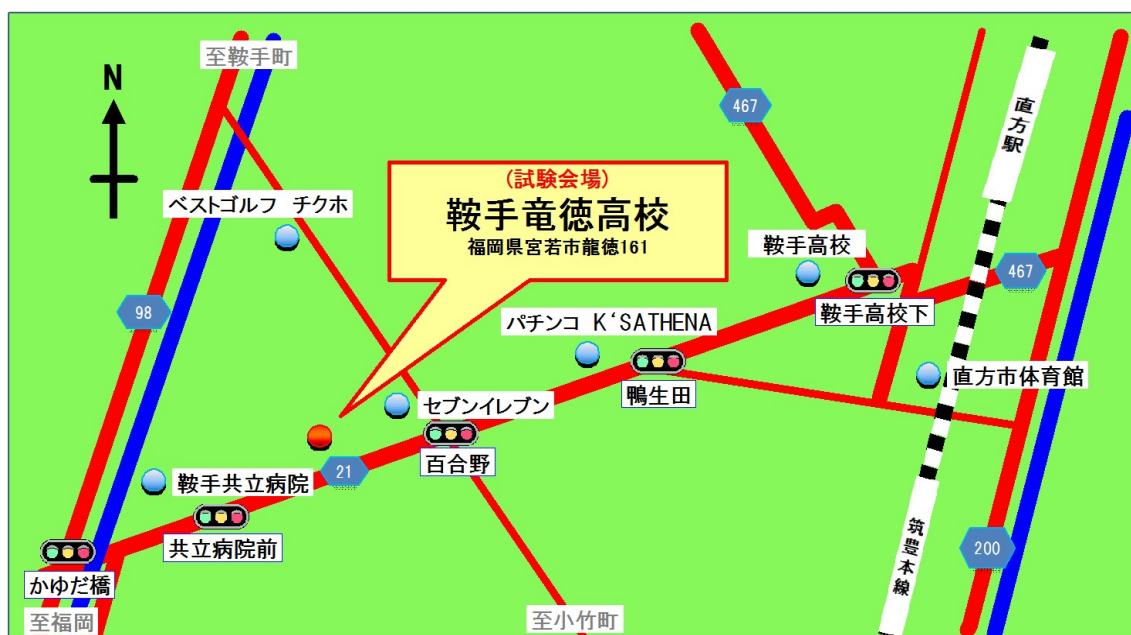 至鞍手町
N
467
直方駅
(試験会場)
鞍手竜徳高校
福岡県宮若市龍徳161
ベストゴルフ チクホ
鞍手高校
467
98
鞍手高校下
パチンコ K‘SATHENA
直方市体育館
鴨生田
セブンイレブン
百合野
21
鞍手共立病院
共立病院前
200
筑豊本線
かゆだ橋
至福岡
至小竹町